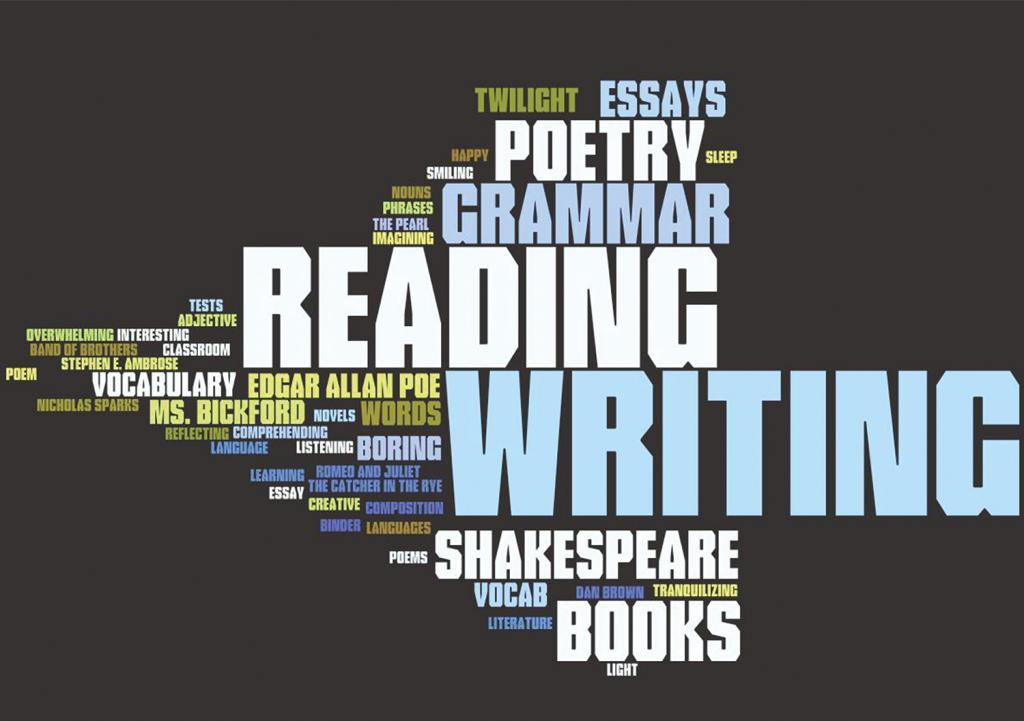 TWILIGHT ESSAYS
HAPPY POETRY SLEEP
SMILING
NOUNS
PHRASES GRAMMAR
THE PEARL
IMAGINING
READING
TESTS
ADJECTIVE
OVERWHELMING INTERESTING
BAND OF BROTHERS CLASSROOM
STEPHEN E. AMBROSE
POEM
VOCABULARY EDGAR ALLAN POE
WRITING
NICHOLAS SPARKS MS. BICKFORD NOVELS WORDS
REFLECTING COMPREHENDING
LANGUAGE LISTENING BORING
LEARNING ROMEO AND JULIET
ESSAY THE CATCHER IN THE RYE
CREATIVE COMPOSITION
BINDER LANGUAGES
POEMS SHAKESPEARE
VOCAB DAN BROWN TRANQUILIZING
LITERATURE BOOKS
LIGHT